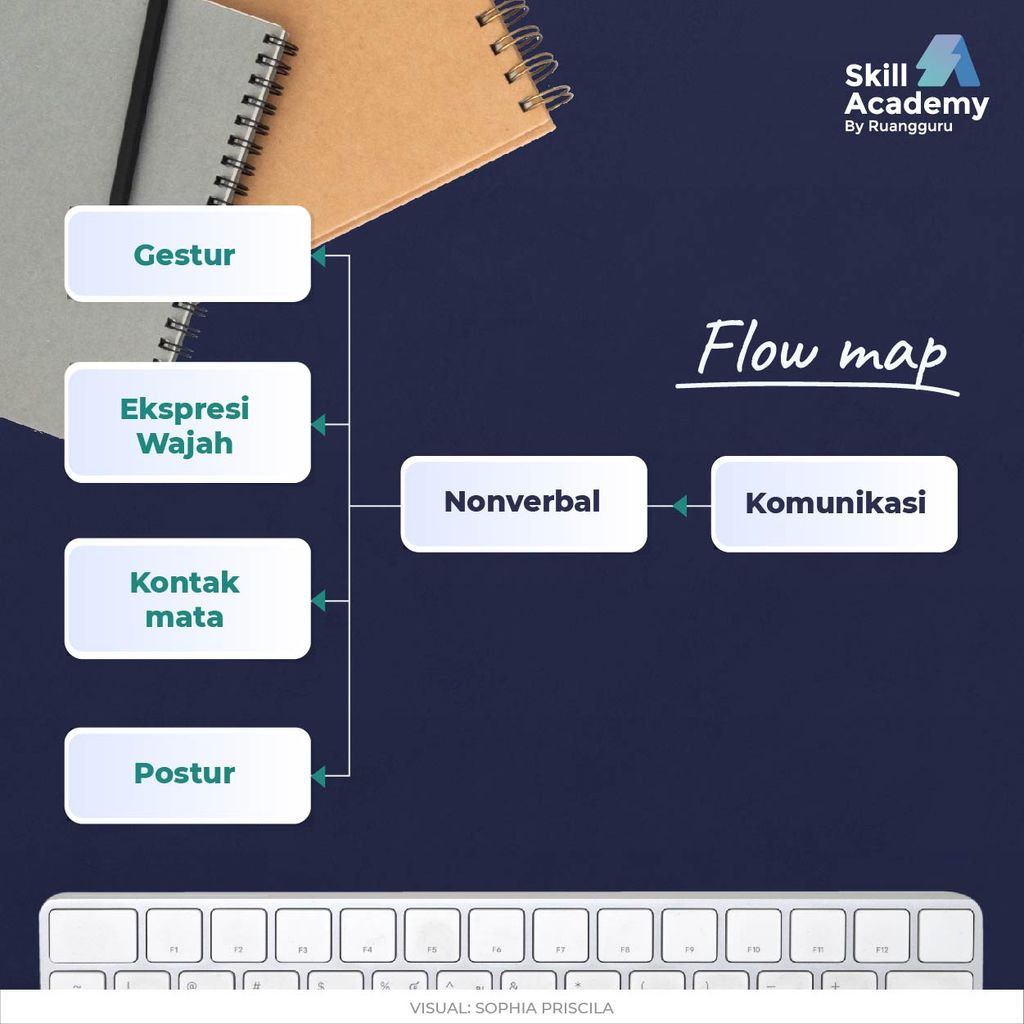 Skill
Academy
By Ruangguru
Gestur
Flow map
Ekspresi
Wajah
Nonverbal
Komunikasi
Kontak
mata
Postur
F1 F2 F3 F4 F5 F6 F7 F8 F9 F10 F11 F12
VISUAL: SOPHIA PRISCILA